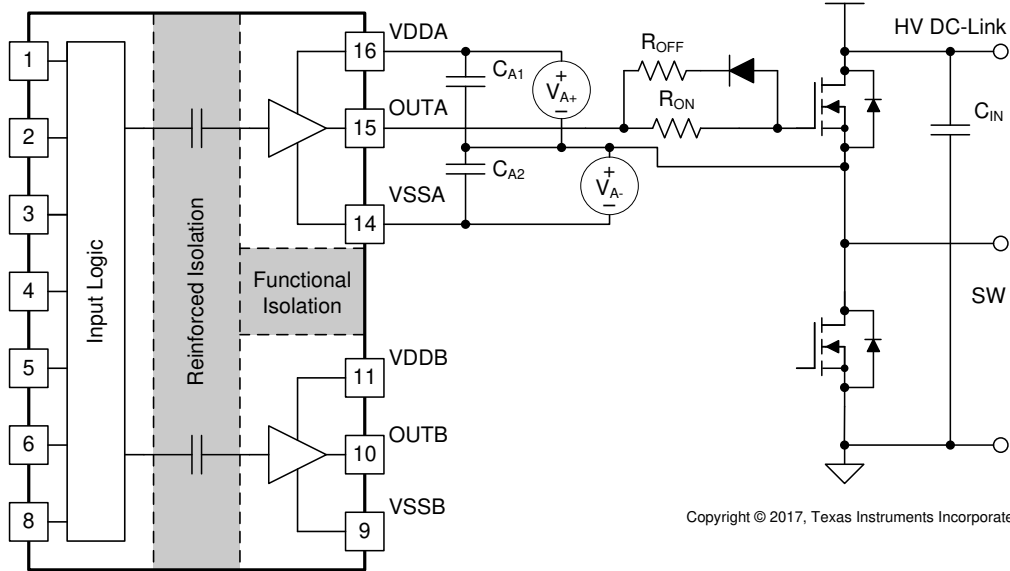 1
2
3
4
5
6
8
Input Logic
Reinforced Isolation
Functional
Isolation
VDDA
16
OUTA
15
VSSA
14
VDDB
11
OUTB
10
VSSB
9
CA1
CA2
+
VA+
–
+
VA-
–
ROFF
RON
HV DC-Link
CIN
SW
Copyright © 2017, Texas Instruments Incorporate